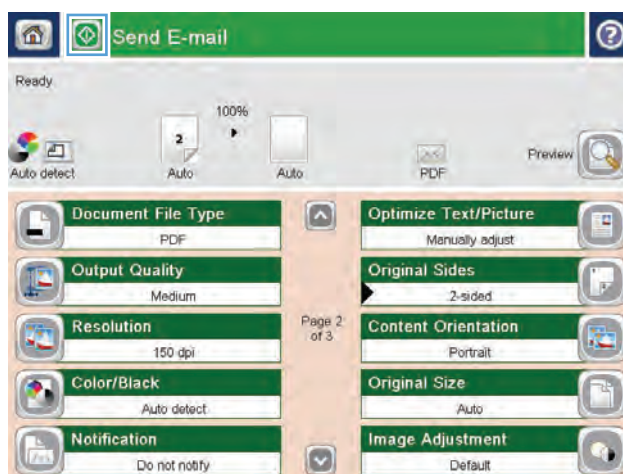 Send E-mail
?
Ready
100%
2
Auto detect
Auto
Auto
PDF
Preview
Document File Type
PDF
Optimize Text/Picture
Manually adjust
Output Quality
Medium
Original Sides
2-sided
Resolution
150 dpi
Page 2
of 3
Content Orientation
Portrait
Color/Black
Auto detect
Original Size
Auto
Notification
Do not notify
Image Adjustment
Default